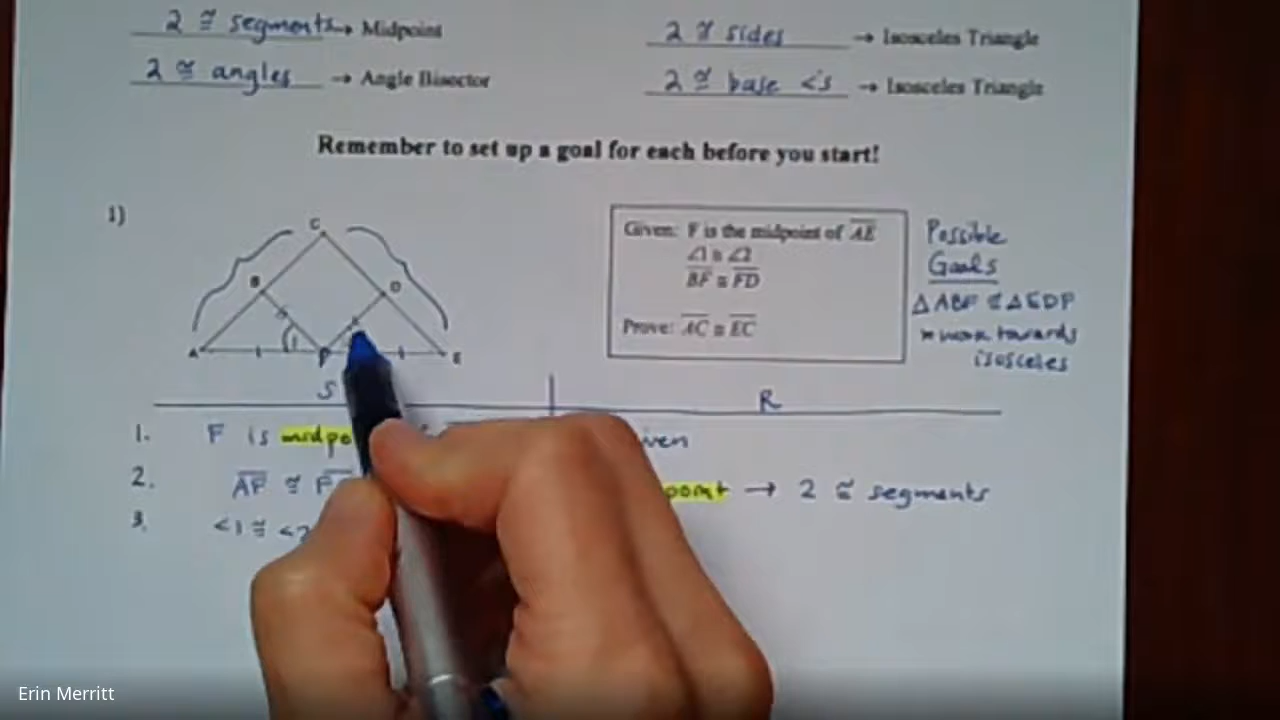 2 ≅ segments → Midpoint
2 ≅ sides → Isosceles Triangle
2 ≅ angles → Angle Bisector
2 ≅ base <'s → Isosceles Triangle
Remember to set up a goal for each before you start!
1)
C
B
D
A
F
E
1
Given: F is the midpoint of AE
∠1 ≅ ∠2
BF ≅ FD
Prove: AC ≅ EC
Possible
Goals
△ABF ≅ △EDF
* work towards
isosceles
S
R
1. F is
2. AF ≅ → 2 ≅ segments
3. <1 ≅ <2
Erin Merritt